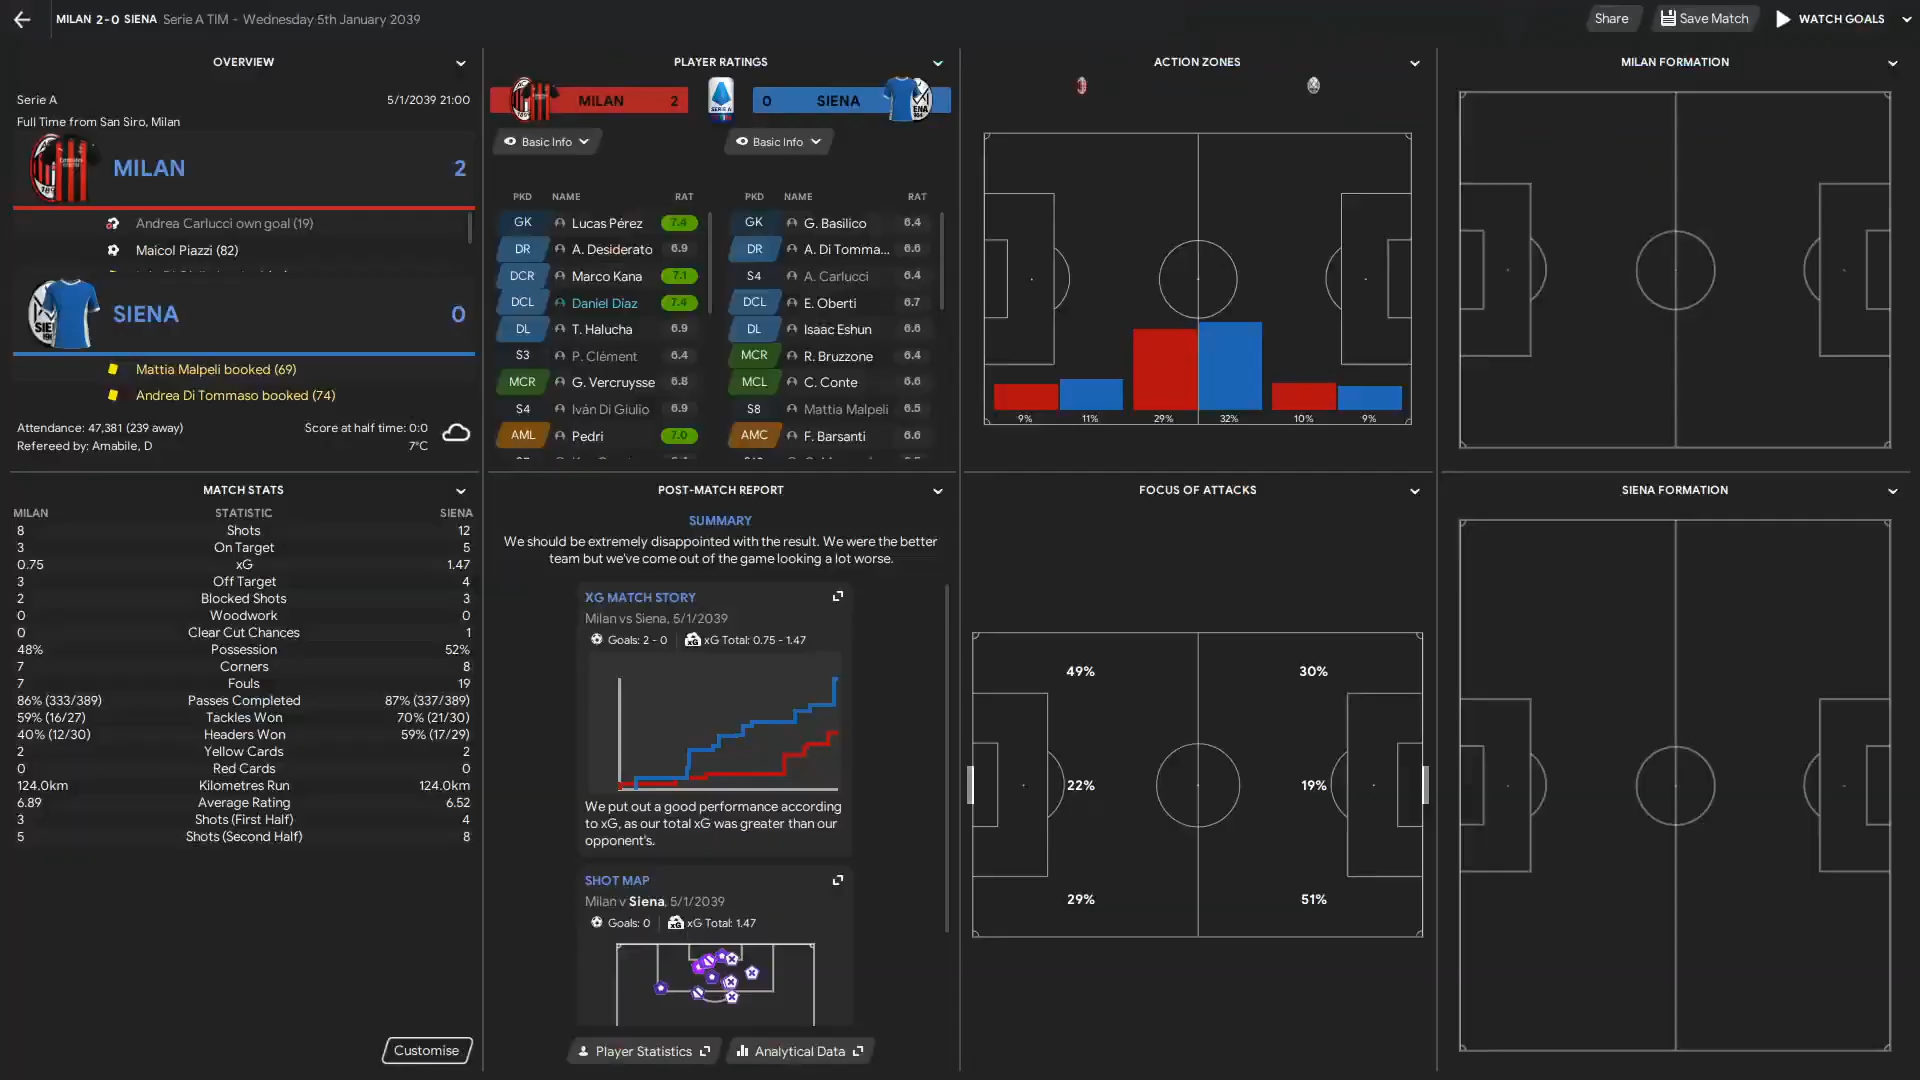 MILAN 2-0 SIENA Serie A TIM - Wednesday 5th January 2039
Share
Save Match
WATCH GOALS
OVERVIEW
Serie A 5/1/2039 21:00
Full Time from San Siro, Milan
MILAN 2
Andrea Carlucci own goal (19)
Maicol Piazzi (82)
SIENA 0
Mattia Malpeli booked (69)
Andrea Di Tommaso booked (74)
Attendance: 47,381 (239 away) Score at half time: 0:0
Refereed by: Amabile, D 7°C
PLAYER RATINGS
MILAN 2 0 SIENA
Basic Info Basic Info
PKD NAME RAT PKD NAME RAT
GK Lucas Pérez 7.4 GK G. Basilico 6.4
DR A. Desiderato 6.9 DR A. Di Tomma... 6.6
DCR Marco Kana 7.1 S4 A. Carlucci 6.4
DCL Daniel Díaz 7.4 DCL E. Oberti 6.7
DL T. Halucha 6.9 DL Isaac Eshun 6.6
S3 P. Clément 6.4 MCR R. Bruzzone 6.4
MCR G. Vercruysse 6.8 MCL C. Conte 6.6
S4 Iván Di Giulio 6.9 S8 Mattia Malpeli 6.5
AML Pedri 7.0 AMC F. Barsanti 6.6
ACTION ZONES
9% 11% 29% 32% 10% 9%
MILAN FORMATION
MATCH STATS
MILAN STATISTIC SIENA
8 Shots 12
3 On Target 5
0.75 xG 1.47
3 Off Target 4
2 Blocked Shots 3
0 Woodwork 0
0 Clear Cut Chances 1
48% Possession 52%
7 Corners 8
7 Fouls 19
86% (333/389) Passes Completed 87% (337/389)
59% (16/27) Tackles Won 70% (21/30)
40% (12/30) Headers Won 59% (17/29)
2 Yellow Cards 2
0 Red Cards 0
124.0km Kilometres Run 124.0km
6.89 Average Rating 6.52
3 Shots (First Half) 4
5 Shots (Second Half) 8
Customise
POST-MATCH REPORT
SUMMARY
We should be extremely disappointed with the result. We were the better
team but we've come out of the game looking a lot worse.
XG MATCH STORY
Milan vs Siena, 5/1/2039
Goals: 2 - 0 xG Total: 0.75 - 1.47
We put out a good performance according
to xG, as our total xG was greater than our
opponent's.
SHOT MAP
Milan v Siena, 5/1/2039
Goals: 0 xG Total: 1.47
Player Statistics
Analytical Data
FOCUS OF ATTACKS
49% 30%
22% 19%
29% 51%
SIENA FORMATION